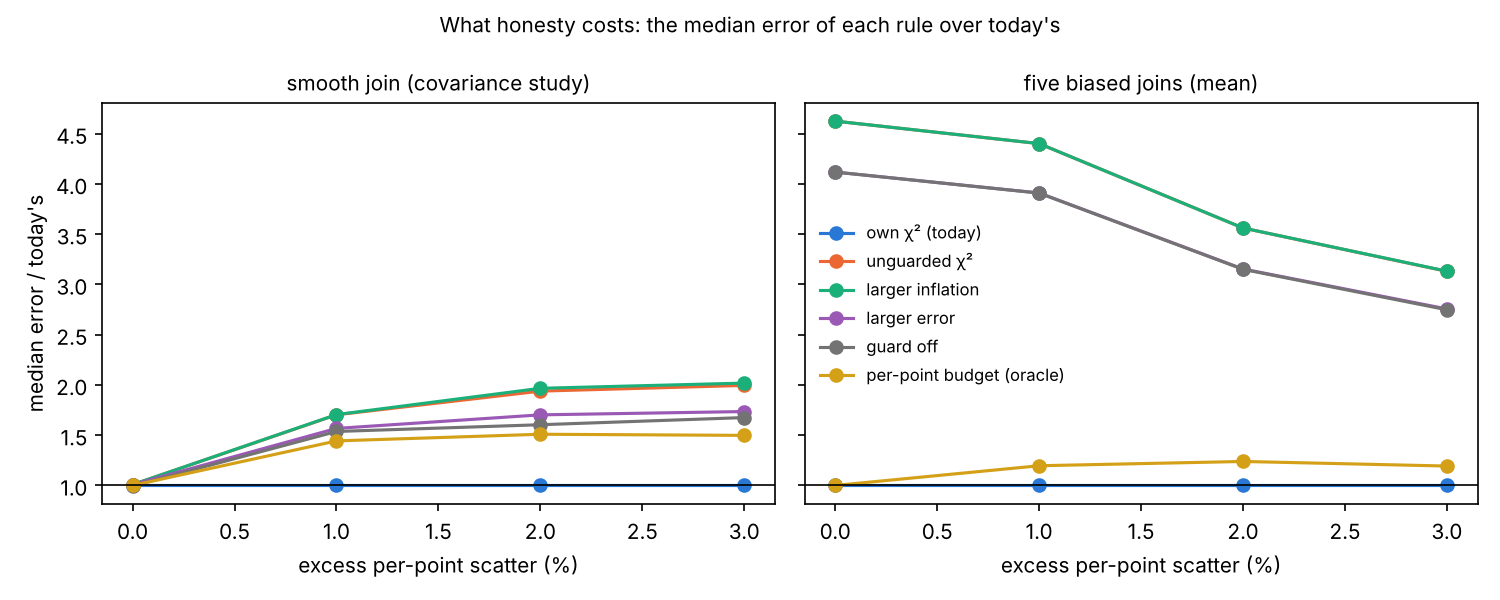 What honesty costs: the median error of each rule over today's
smooth join (covariance study)
five biased joins (mean)
median error / today's
4.5
4.0
3.5
3.0
2.5
2.0
1.5
1.0
own χ² (today)
unguarded χ²
larger inflation
larger error
guard off
per-point budget (oracle)
0.0 0.5 1.0 1.5 2.0 2.5 3.0
0.0 0.5 1.0 1.5 2.0 2.5 3.0
excess per-point scatter (%)
excess per-point scatter (%)